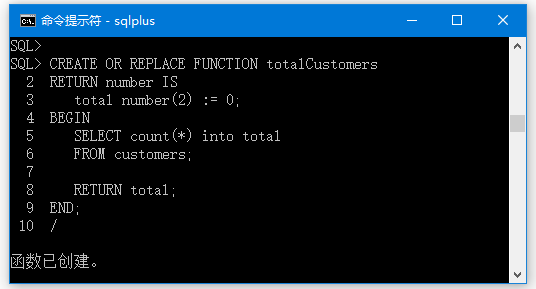 命令提示符 - sqlplus
SQL>
SQL> CREATE OR REPLACE FUNCTION totalCustomers
  2  RETURN number IS
  3     total number(2) := 0;
  4  BEGIN
  5     SELECT count(*) into total
  6     FROM customers;
  7
  8     RETURN total;
  9  END;
 10  /
函数已创建。